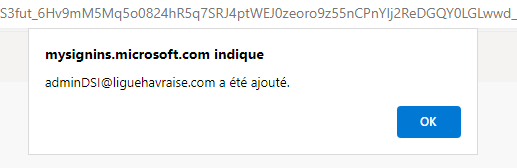 S3fut_6Hv9mM5Mq5o0824hR5q7SRJ4ptWEJ0zeoro9z55nCPnYlj2ReDGQY0LGLwwd_
mysignins.microsoft.com indique
adminDSI@liguehavraise.com a été ajouté.
OK